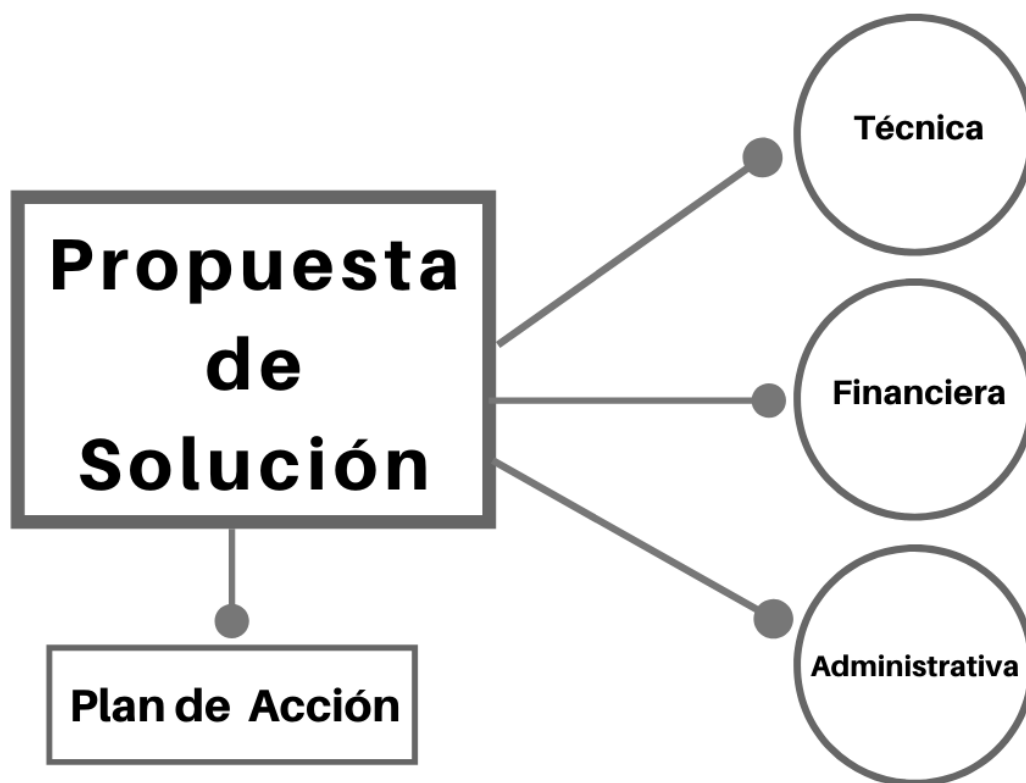 Propuesta
de
Solución
Plan de Acción
Técnica
Financiera
Administrativa